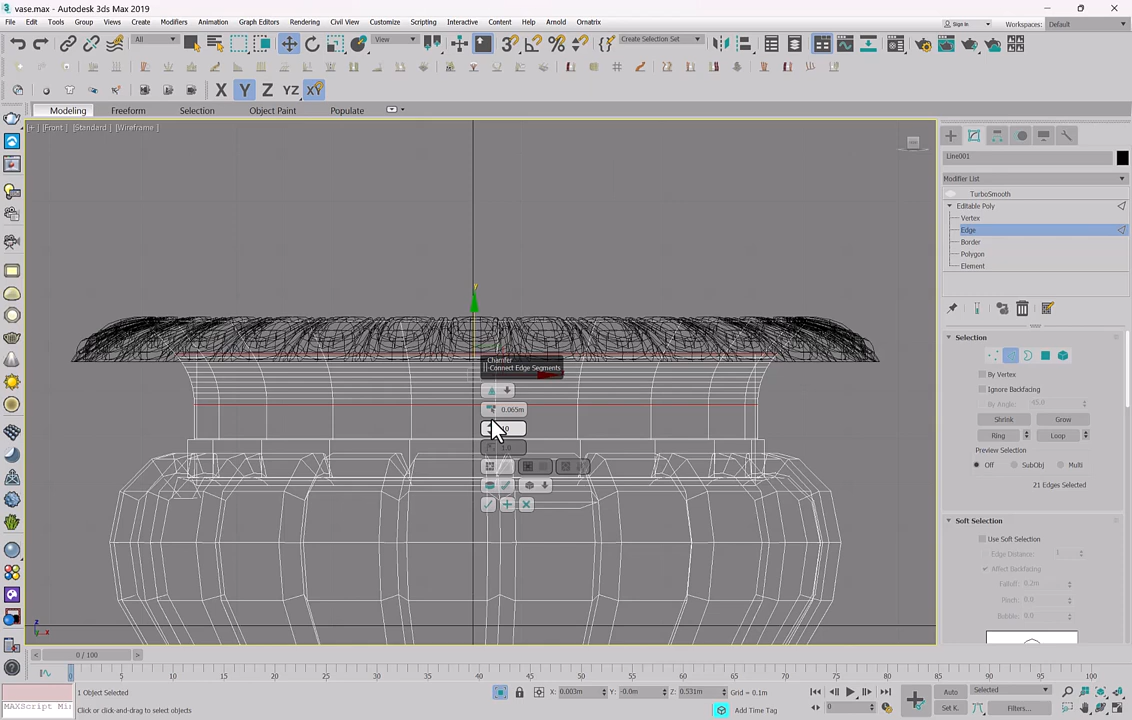 vase.max - Autodesk 3ds Max 2019
File Edit Tools Group Views Create Modifiers Animation Graph Editors Rendering Civil View Customize Scripting Interactive Content Help Arnold Ornatrix
Sign In Workspaces: Default
All View Create Selection Set
X Y Z YZ XY
Modeling Freeform Selection Object Paint Populate
[+] [Front] [Standard] [Wireframe]
Line001
Modifier List
TurboSmooth
Editable Poly
Vertex
Edge
Border
Polygon
Element
Chamfer
Connect Edge Segments
0.065m
1.0
Selection
By Vertex
Ignore Backfacing
By Angle: 45.0
Shrink Grow
Ring Loop
Preview Selection
Off SubObj Multi
21 Edges Selected
Soft Selection
Use Soft Selection
Edge Distance: 1
Affect Backfacing
Falloff: 0.2m
Pinch: 0.0
Bubble: 0.0
z
x
y
0 / 100
5 10 15 20 25 30 35 40 45 50 55 60 65 70 75 80 85 90 95 100
1 Object Selected
X: 0.003m Y: -0.0m Z: 0.531m Grid = 0.1m
Auto Selected
MAXScript Mi
Click or click-and-drag to select objects
Add Time Tag
0
Set K. Filters...